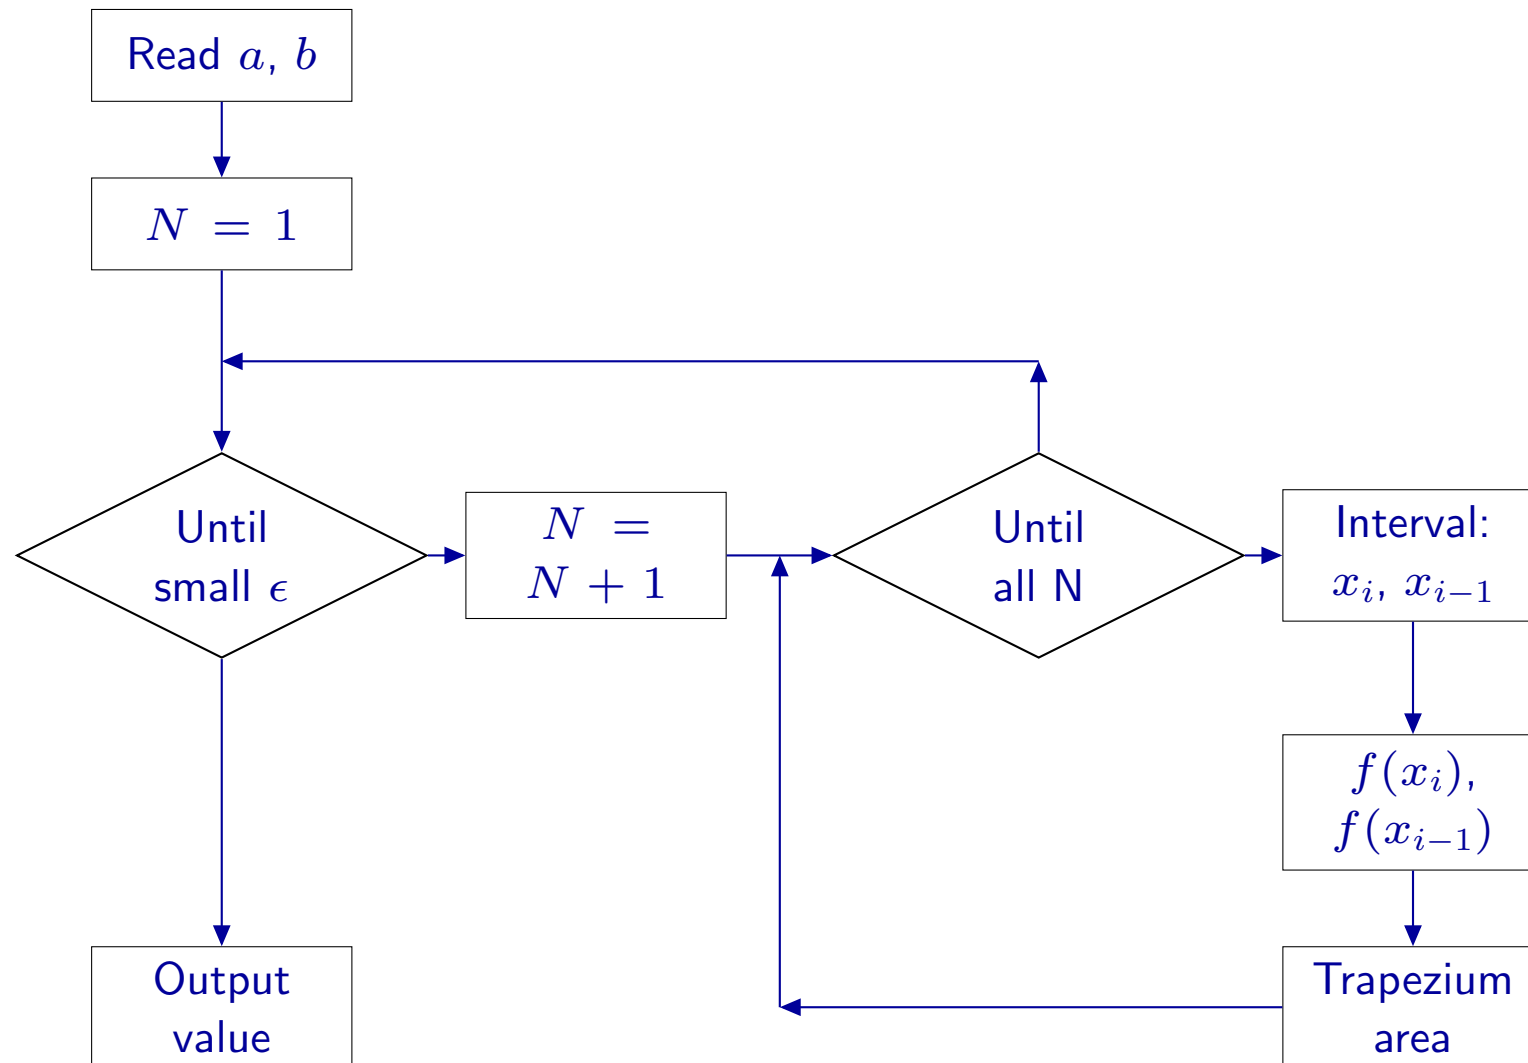 Read a, b
N = 1
Until
small ϵ
N =
N + 1
Until
all N
Interval:
xᵢ, xᵢ₋₁
f(xᵢ),
f(xᵢ₋₁)
Trapezium
area
Output
value